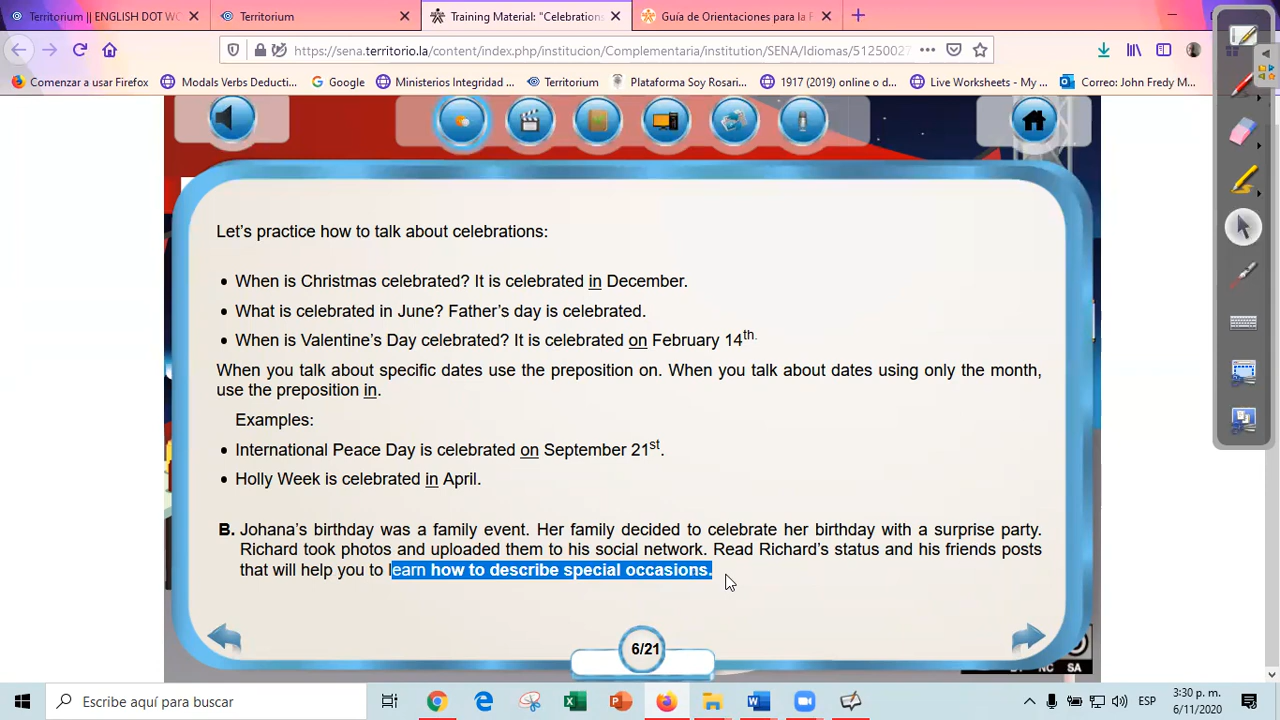 Territorium || ENGLISH DOT WO
Territorium
Training Material: "Celebrations
Guía de Orientaciones para la F
https://sena.territorio.la/content/index.php/institucion/Complementaria/institution/SENA/Idiomas/51250027
Comenzar a usar Firefox
Modals Verbs Deducti...
Google
Ministerios Integridad ...
Territorium
Plataforma Soy Rosari...
1917 (2019) online o d...
Live Worksheets - My ...
Correo: John Fredy M...
Let's practice how to talk about celebrations:
• When is Christmas celebrated? It is celebrated in December.
• What is celebrated in June? Father's day is celebrated.
• When is Valentine's Day celebrated? It is celebrated on February 14th.
When you talk about specific dates use the preposition on. When you talk about dates using only the month,
use the preposition in.
Examples:
• International Peace Day is celebrated on September 21st.
• Holly Week is celebrated in April.
B. Johana's birthday was a family event. Her family decided to celebrate her birthday with a surprise party.
Richard took photos and uploaded them to his social network. Read Richard's status and his friends posts
that will help you to learn how to describe special occasions.
6/21
NC SA
Escribe aquí para buscar
ESP
3:30 p. m.
6/11/2020